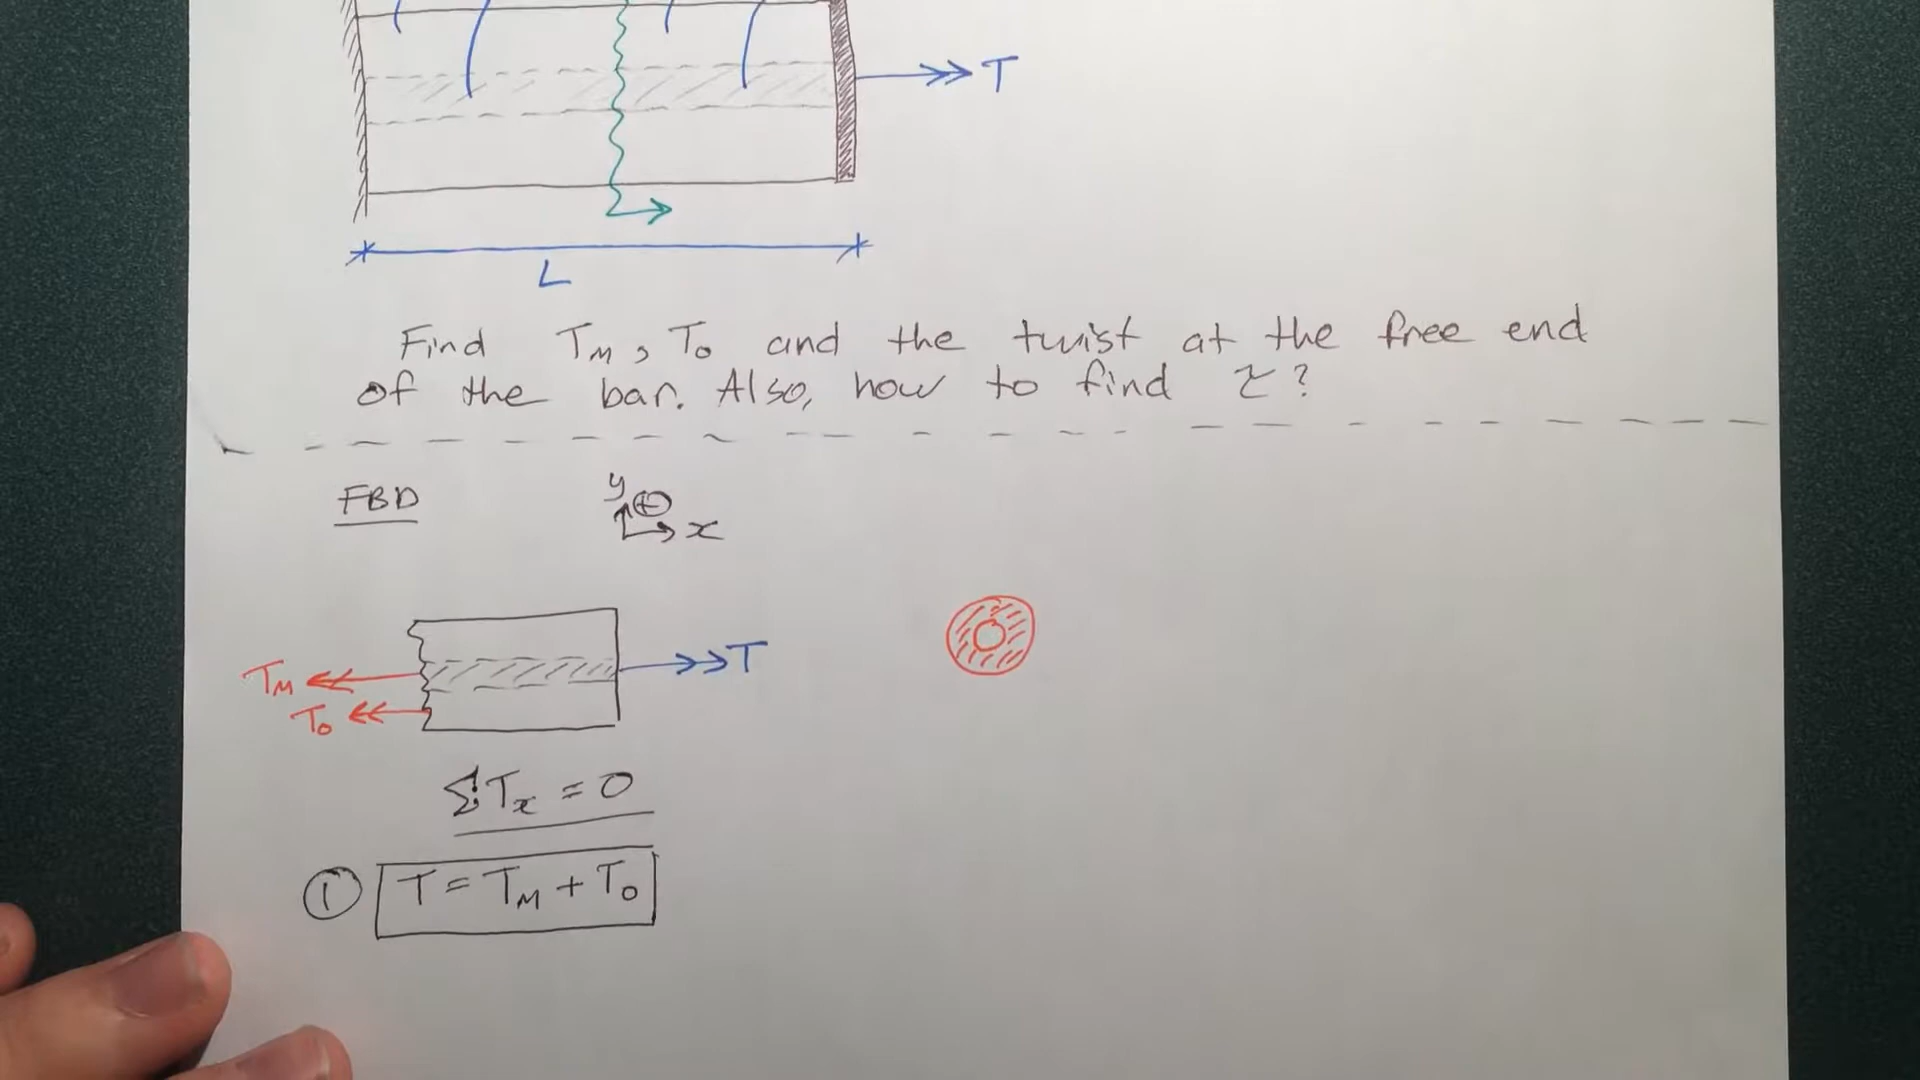 T
L
Find T_M, T_O and the twist at the free end
of the bar. Also, how to find τ?
FBD
y
+
x
T_M
T_O
T
ΣT_x = 0
① T = T_M + T_O